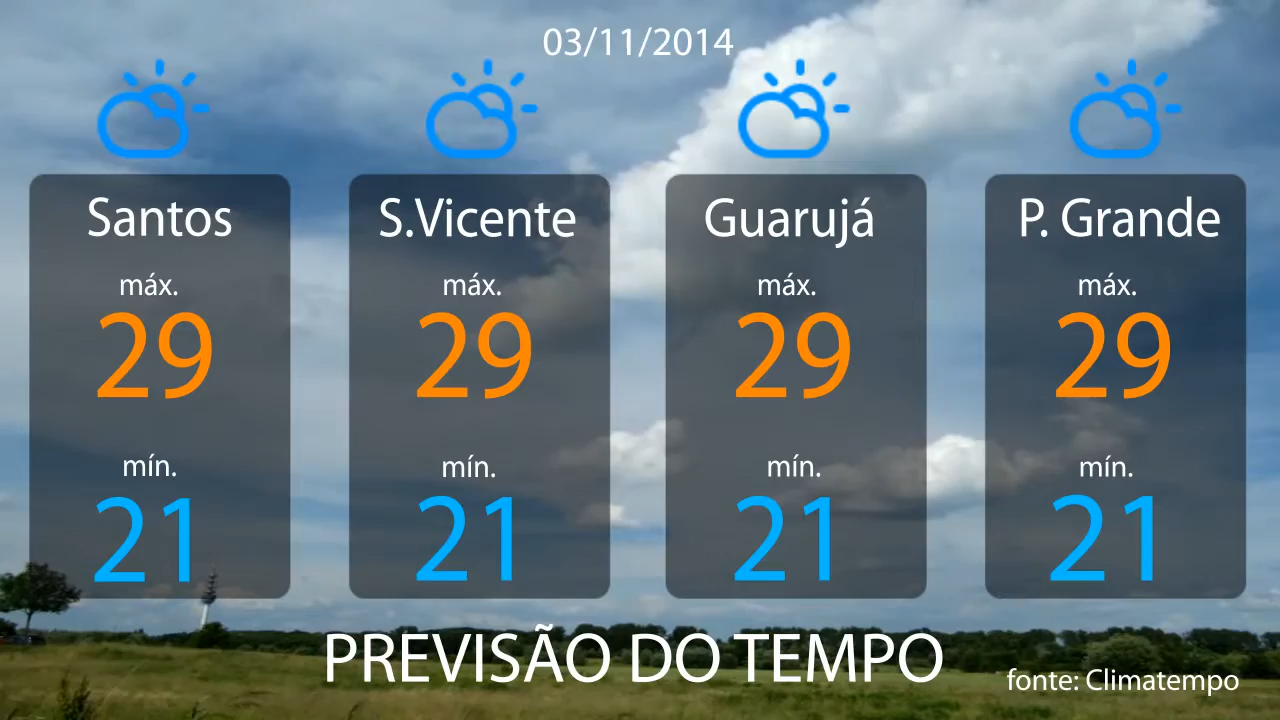 03/11/2014
Santos
máx.
29
mín.
21
S.Vicente
máx.
29
mín.
21
Guarujá
máx.
29
mín.
21
P. Grande
máx.
29
mín.
21
PREVISÃO DO TEMPO
fonte: Climatempo